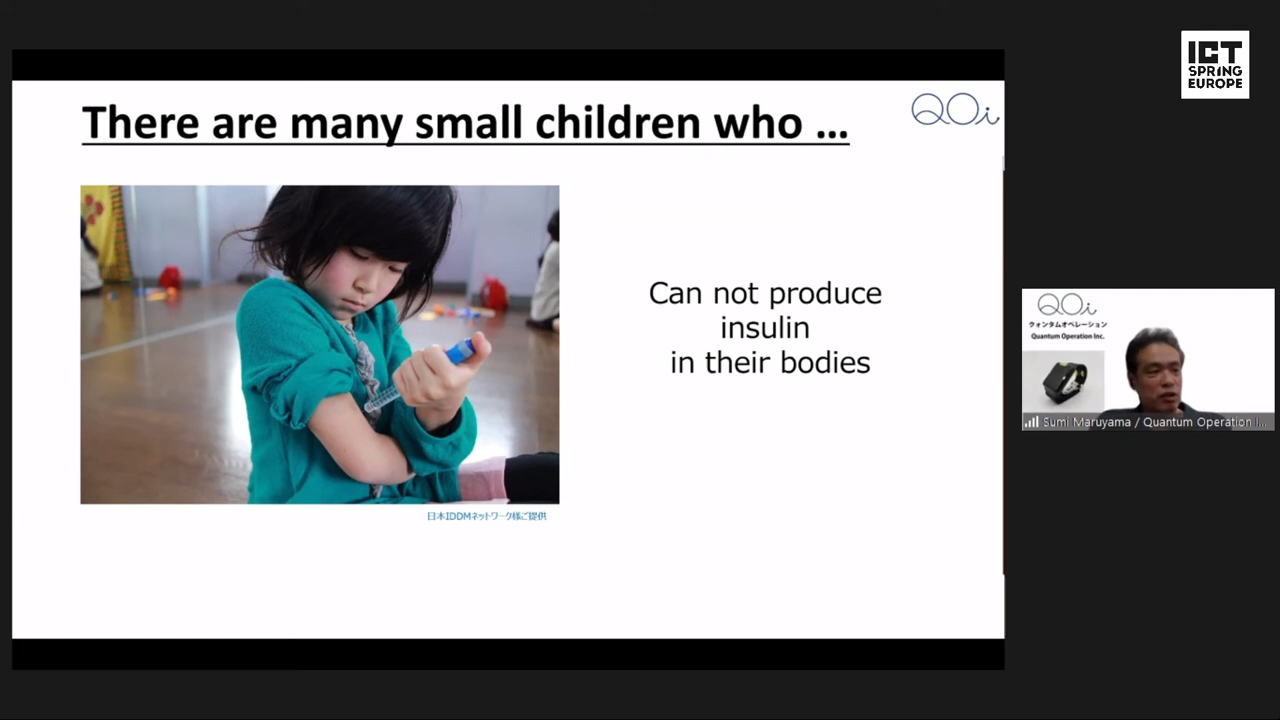 There are many small children who ...
QOi
Can not produce
insulin
in their bodies
日本IDDMネットワーク様ご提供
ICT
SPRING
EUROPE
QOi
クォンタムオペレーション
Quantum Operation Inc.
Sumi Maruyama / Quantum Operation I...